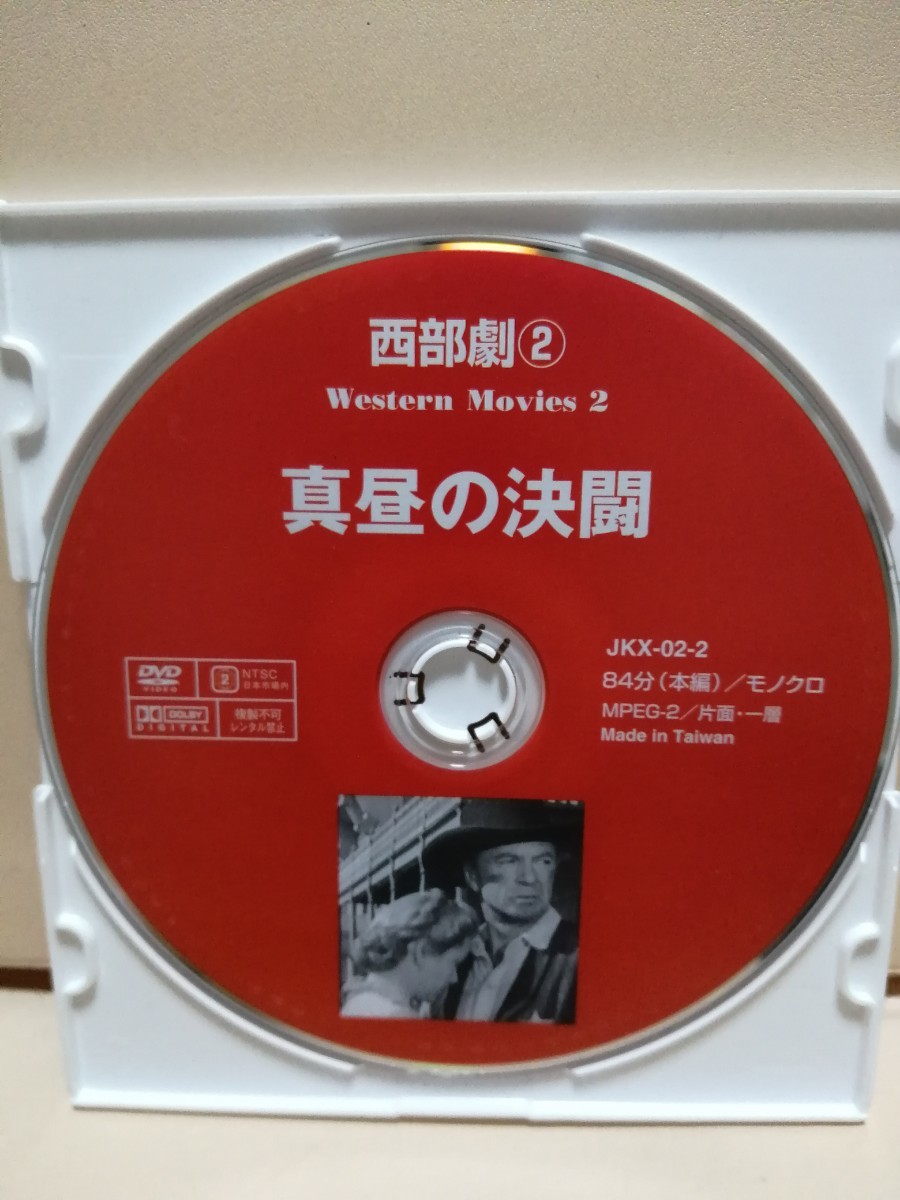 西部劇②
Western Movies 2
真昼の決闘
DVD
VIDEO
2
NTSC
日本市場内
DOLBY
DIGITAL
複製不可
レンタル禁止
JKX-02-2
84分(本編)/モノクロ
MPEG-2/片面・一層
Made in Taiwan